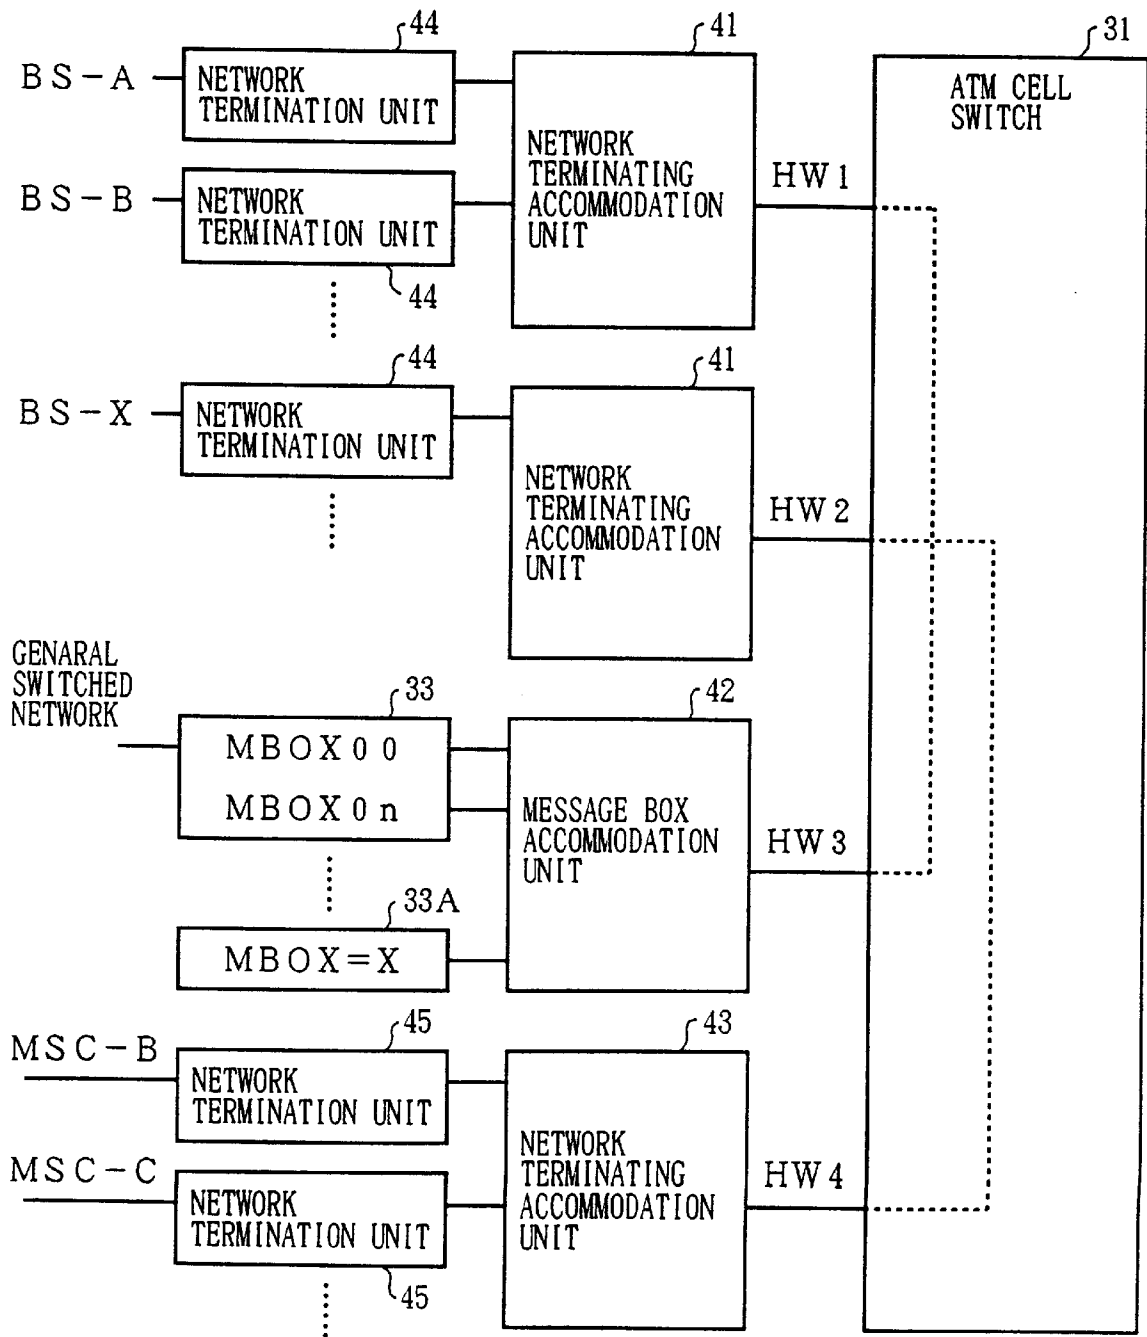 44
41
31
BS-A
NETWORK
TERMINATION UNIT
ATM CELL
SWITCH
NETWORK
TERMINATING
ACCOMMODATION
UNIT
HW1
BS-B
NETWORK
TERMINATION UNIT
44
44
41
BS-X
NETWORK
TERMINATION UNIT
NETWORK
TERMINATING
ACCOMMODATION
UNIT
HW2
GENARAL
SWITCHED
NETWORK
33
42
MBOX00
MBOX0n
MESSAGE BOX
ACCOMMODATION
UNIT
HW3
33A
MBOX=X
45
43
MSC-B
NETWORK
TERMINATION UNIT
NETWORK
TERMINATING
ACCOMMODATION
UNIT
HW4
MSC-C
NETWORK
TERMINATION UNIT
45